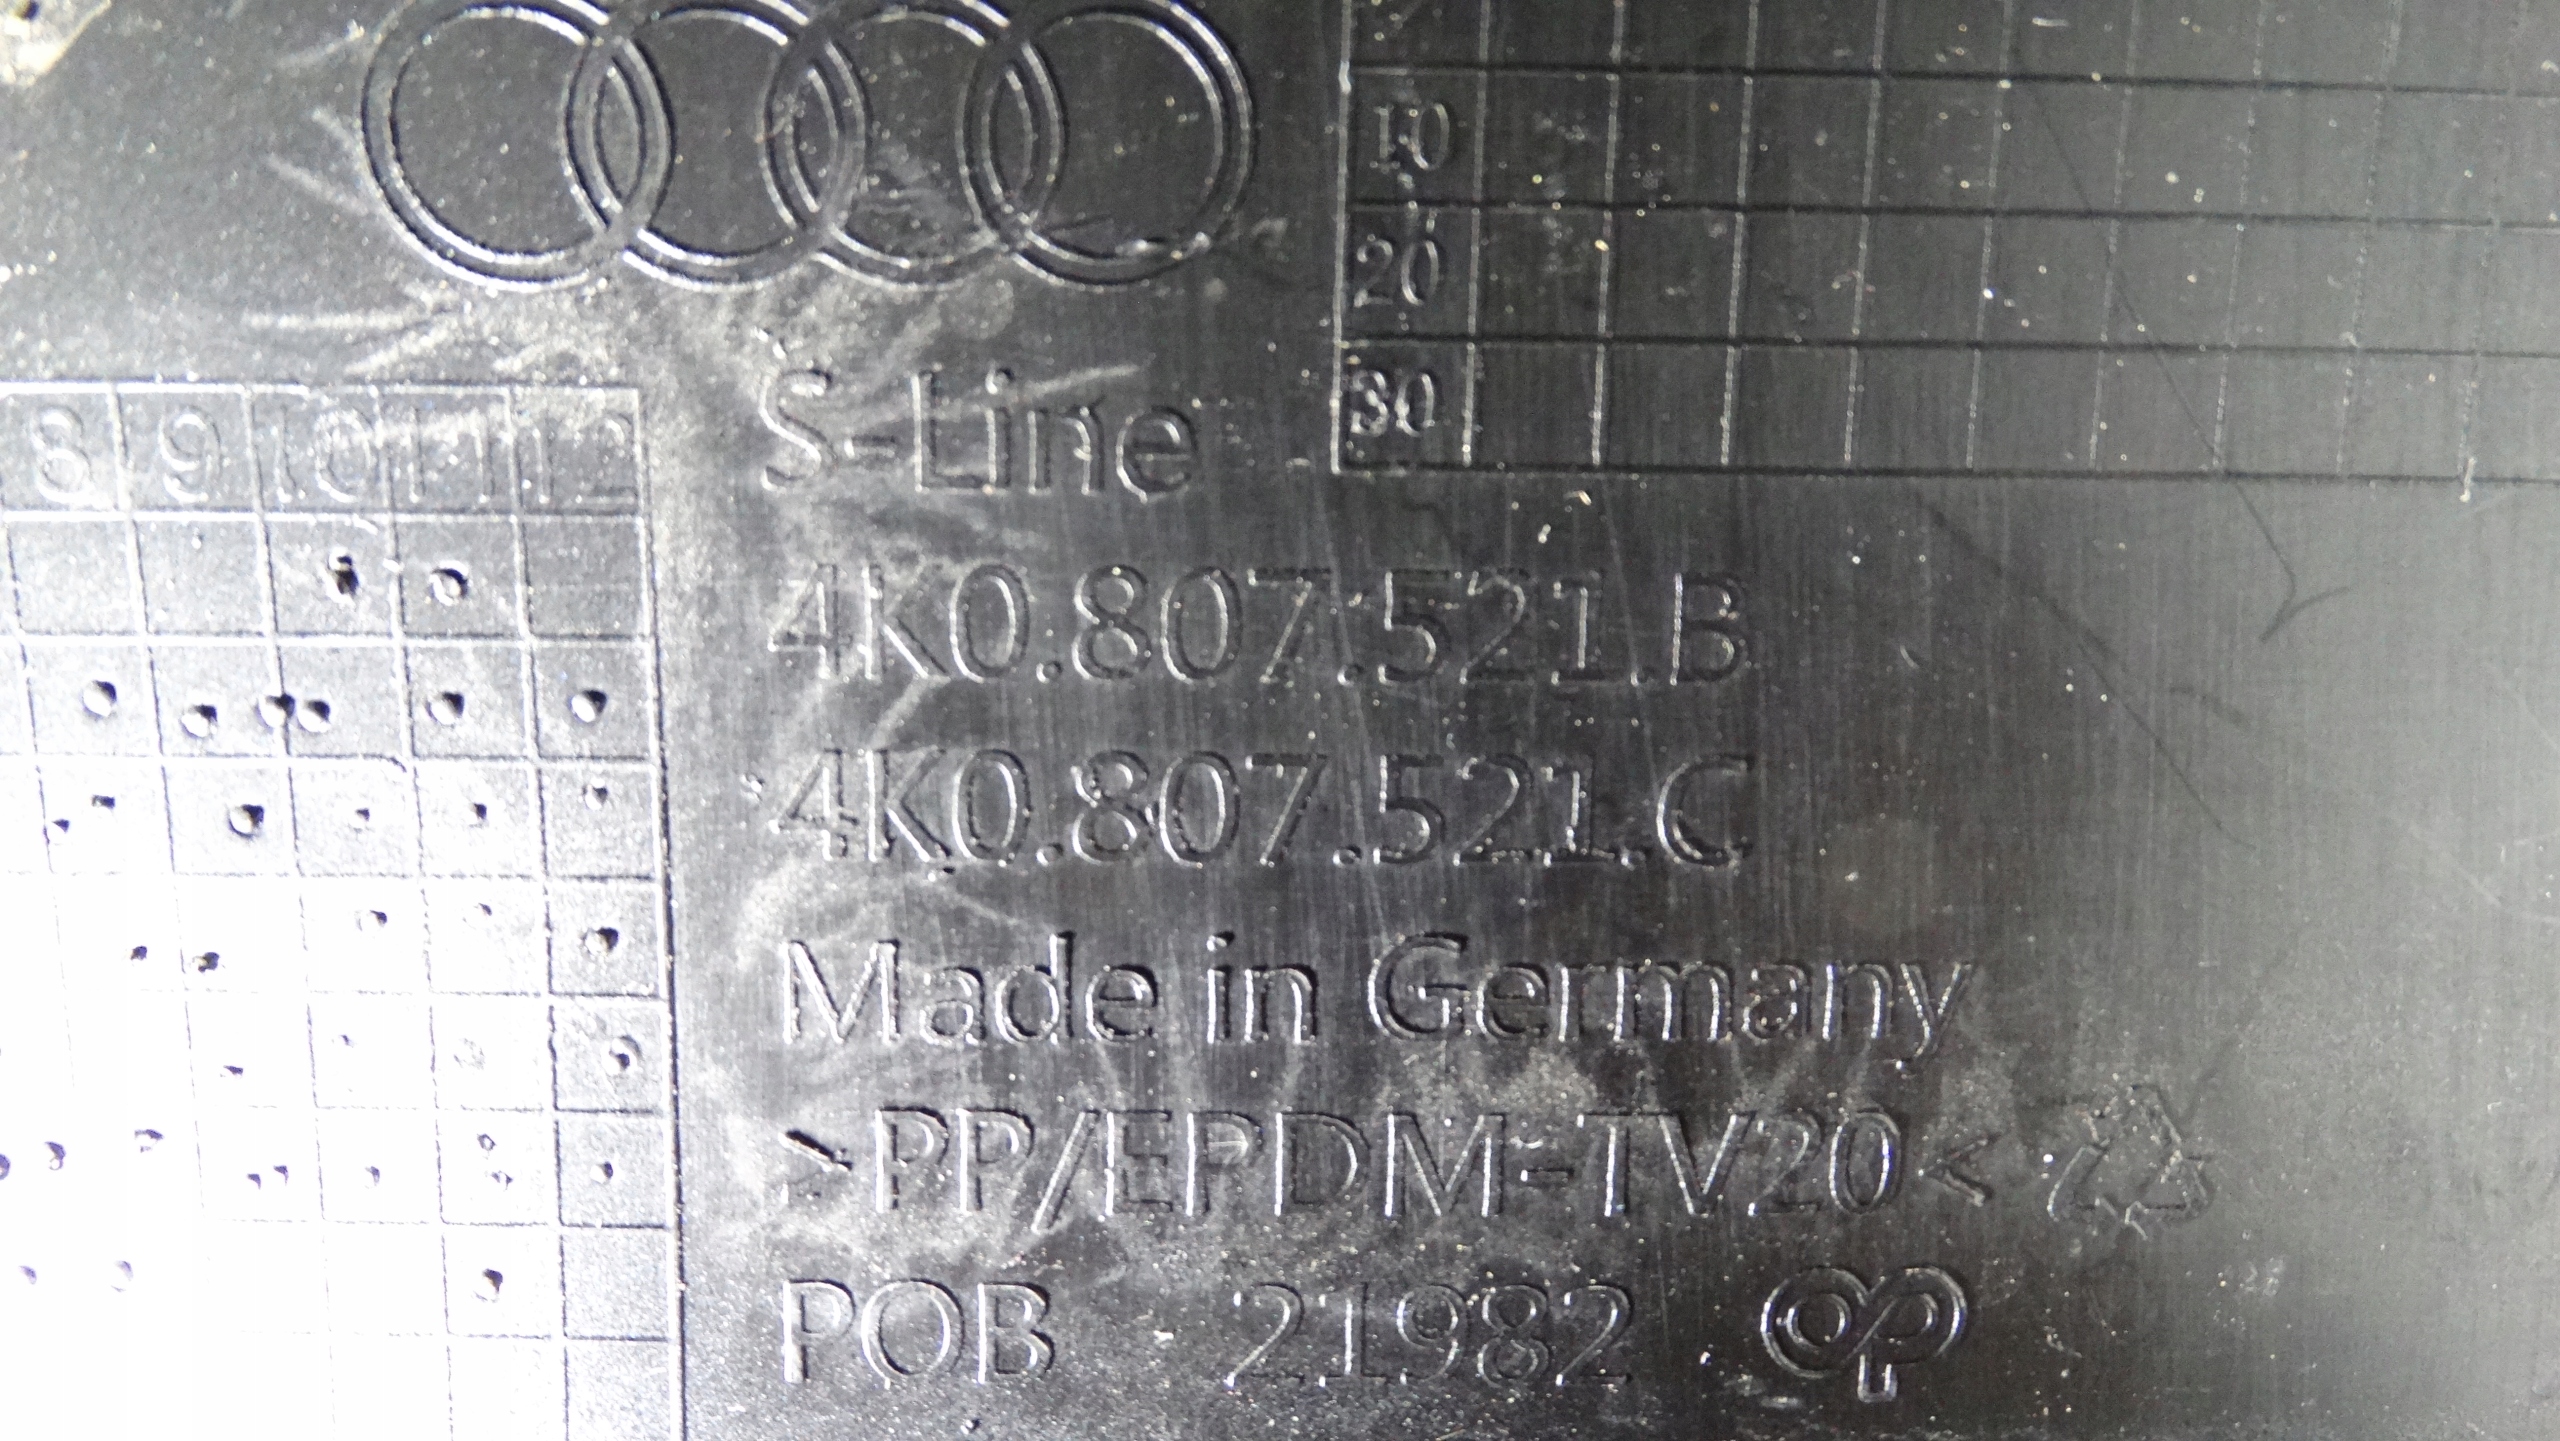 10
20
30
S-Line
8 9 10 11 12
4K0.807.521.B
4K0.807.521.C
Made in Germany
>PP/EPDM-TV20<
POB 21982 OP